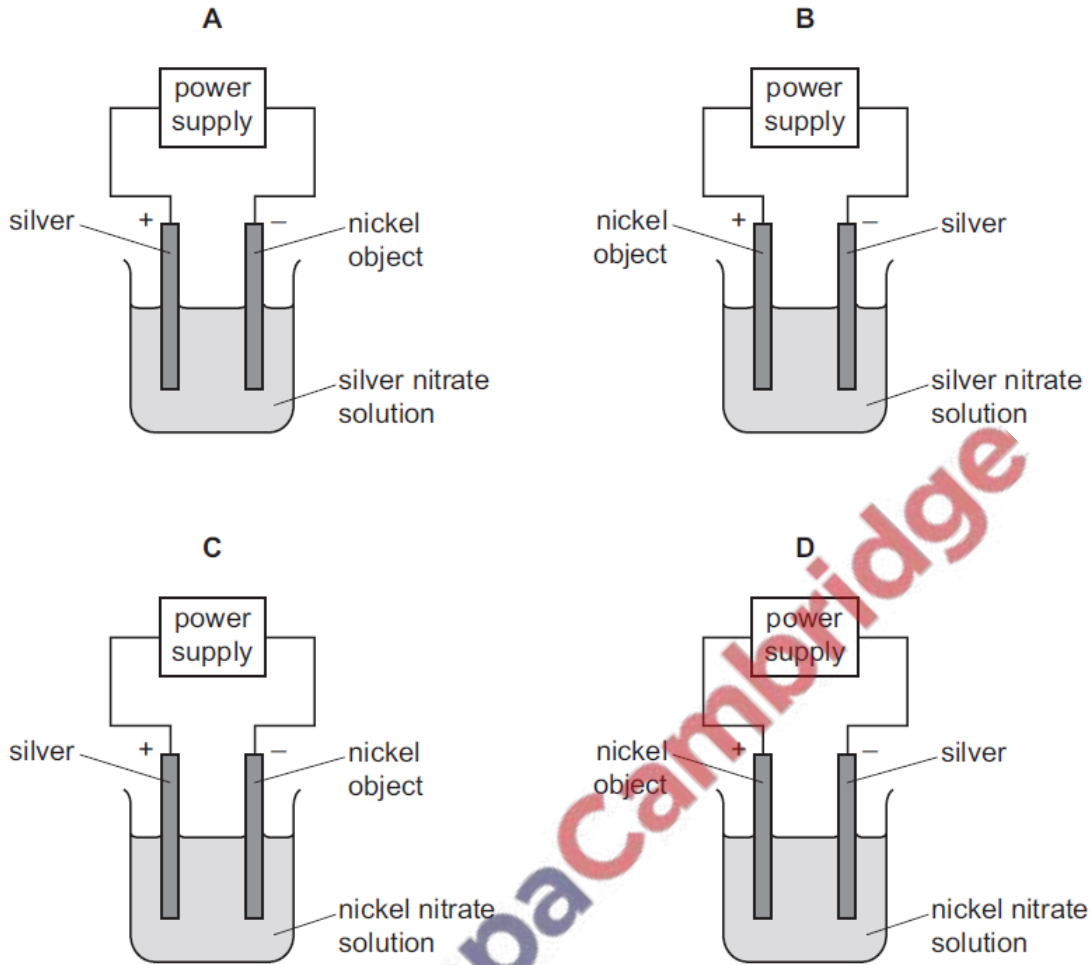 A
power
supply
silver
+
–
nickel
object
silver nitrate
solution
B
power
supply
nickel
object
+
–
silver
silver nitrate
solution
C
power
supply
silver
+
–
nickel
object
nickel nitrate
solution
D
power
supply
nickel
object
+
–
silver
nickel nitrate
solution
paCambridge